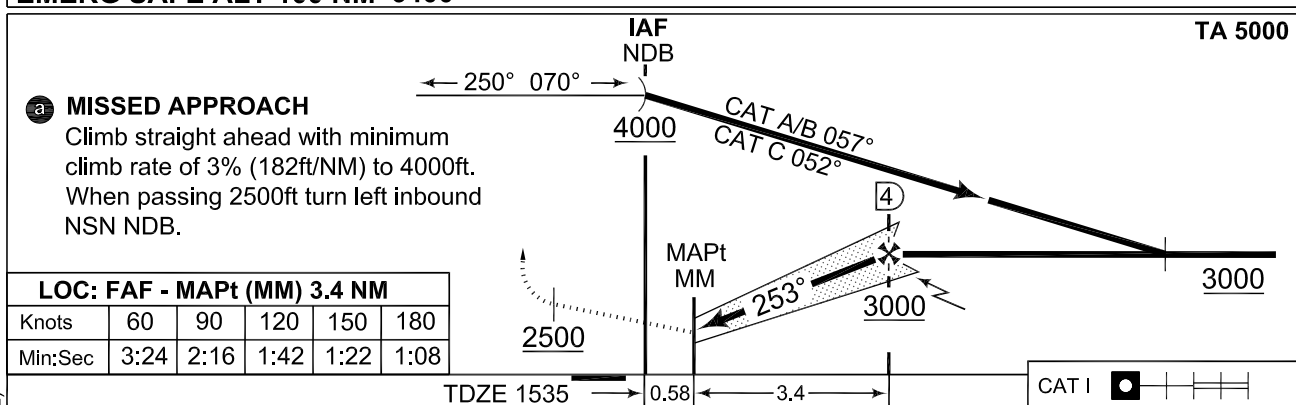 IAF
NDB
TA 5000
250° 070°
a MISSED APPROACH
Climb straight ahead with minimum
climb rate of 3% (182ft/NM) to 4000ft.
When passing 2500ft turn left inbound
NSN NDB.
4000
CAT A/B 057°
CAT C 052°
4
MAPt
MM
253°
3000
3000
2500
LOC: FAF - MAPt (MM) 3.4 NM
Knots 60 90 120 150 180
Min:Sec 3:24 2:16 1:42 1:22 1:08
TDZE 1535
0.58
3.4
CAT I